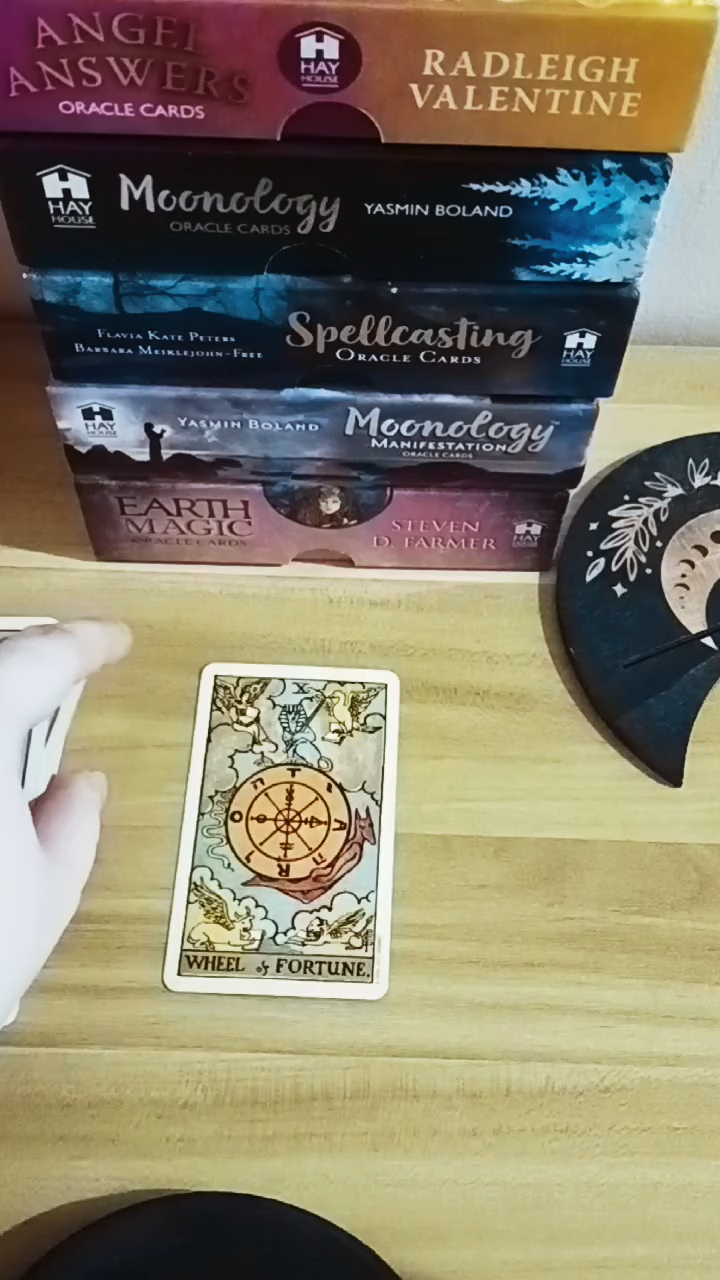 ANGEL
ANSWERS
ORACLE CARDS
HAY
HOUSE
RADLEIGH
VALENTINE
HAY
HOUSE
Moonology
ORACLE CARDS
YASMIN BOLAND
FLAVIA KATE PETERS
BARBARA MEIKLEJOHN-FREE
Spellcasting
ORACLE CARDS
HAY
HOUSE
HAY
HOUSE
YASMIN BOLAND
Moonology™
MANIFESTATION
ORACLE CARDS
EARTH
MAGIC
ORACLE CARDS
STEVEN
D. FARMER
HAY
HOUSE
X
T
A
R
O
י
ה
ו
ה
WHEEL of FORTUNE.